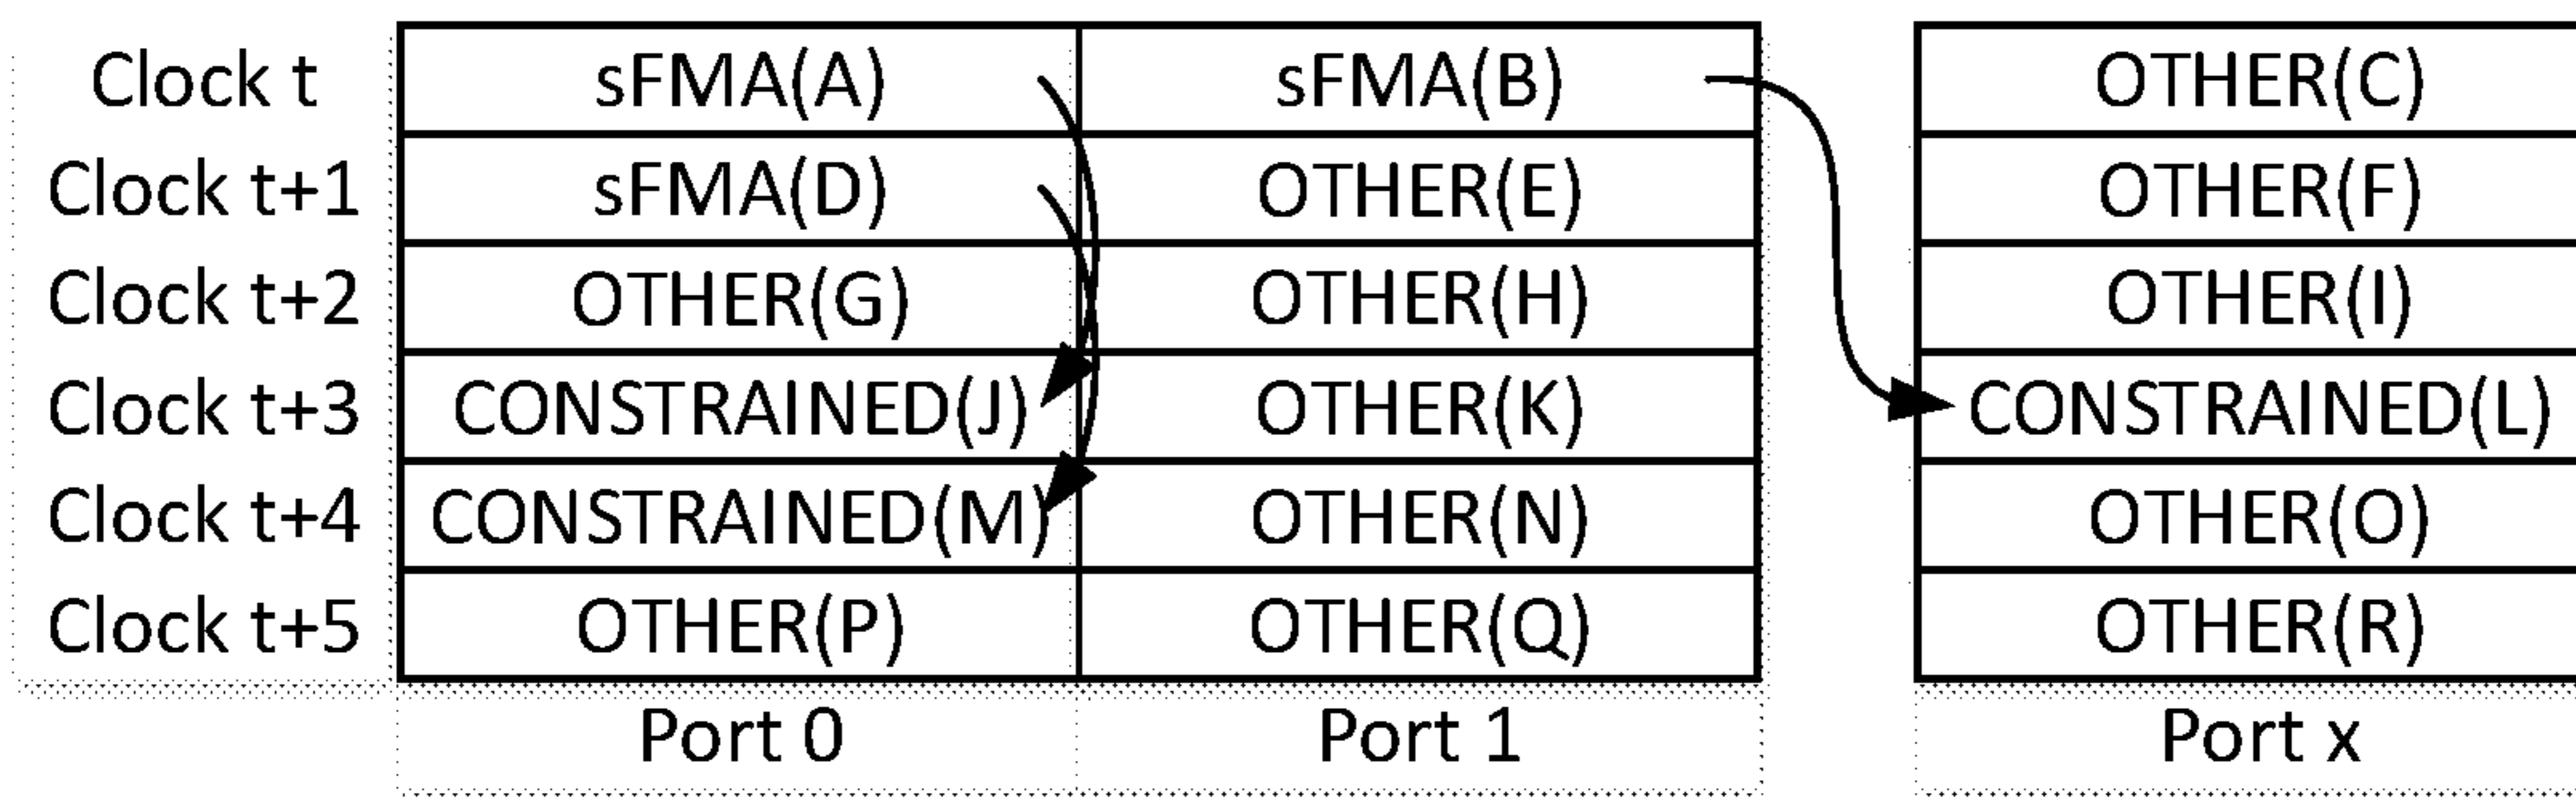 Clock t sFMA(A) sFMA(B) OTHER(C)
Clock t+1 sFMA(D) OTHER(E) OTHER(F)
Clock t+2 OTHER(G) OTHER(H) OTHER(I)
Clock t+3 CONSTRAINED(J) OTHER(K) CONSTRAINED(L)
Clock t+4 CONSTRAINED(M) OTHER(N) OTHER(O)
Clock t+5 OTHER(P) OTHER(Q) OTHER(R)
Port 0 Port 1 Port x